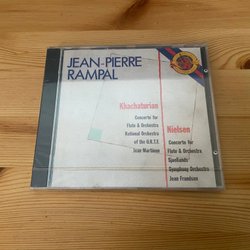 JEAN-PIERRE
RAMPAL
Khachaturian
Concerto for
Flute & Orchestra
National Orchestra
of the O.R.T.F.
Jean Martinon
Nielsen
Concerto for
Flute & Orchestra
Sjaellands
Symphony Orchestra
Jean Frandsen